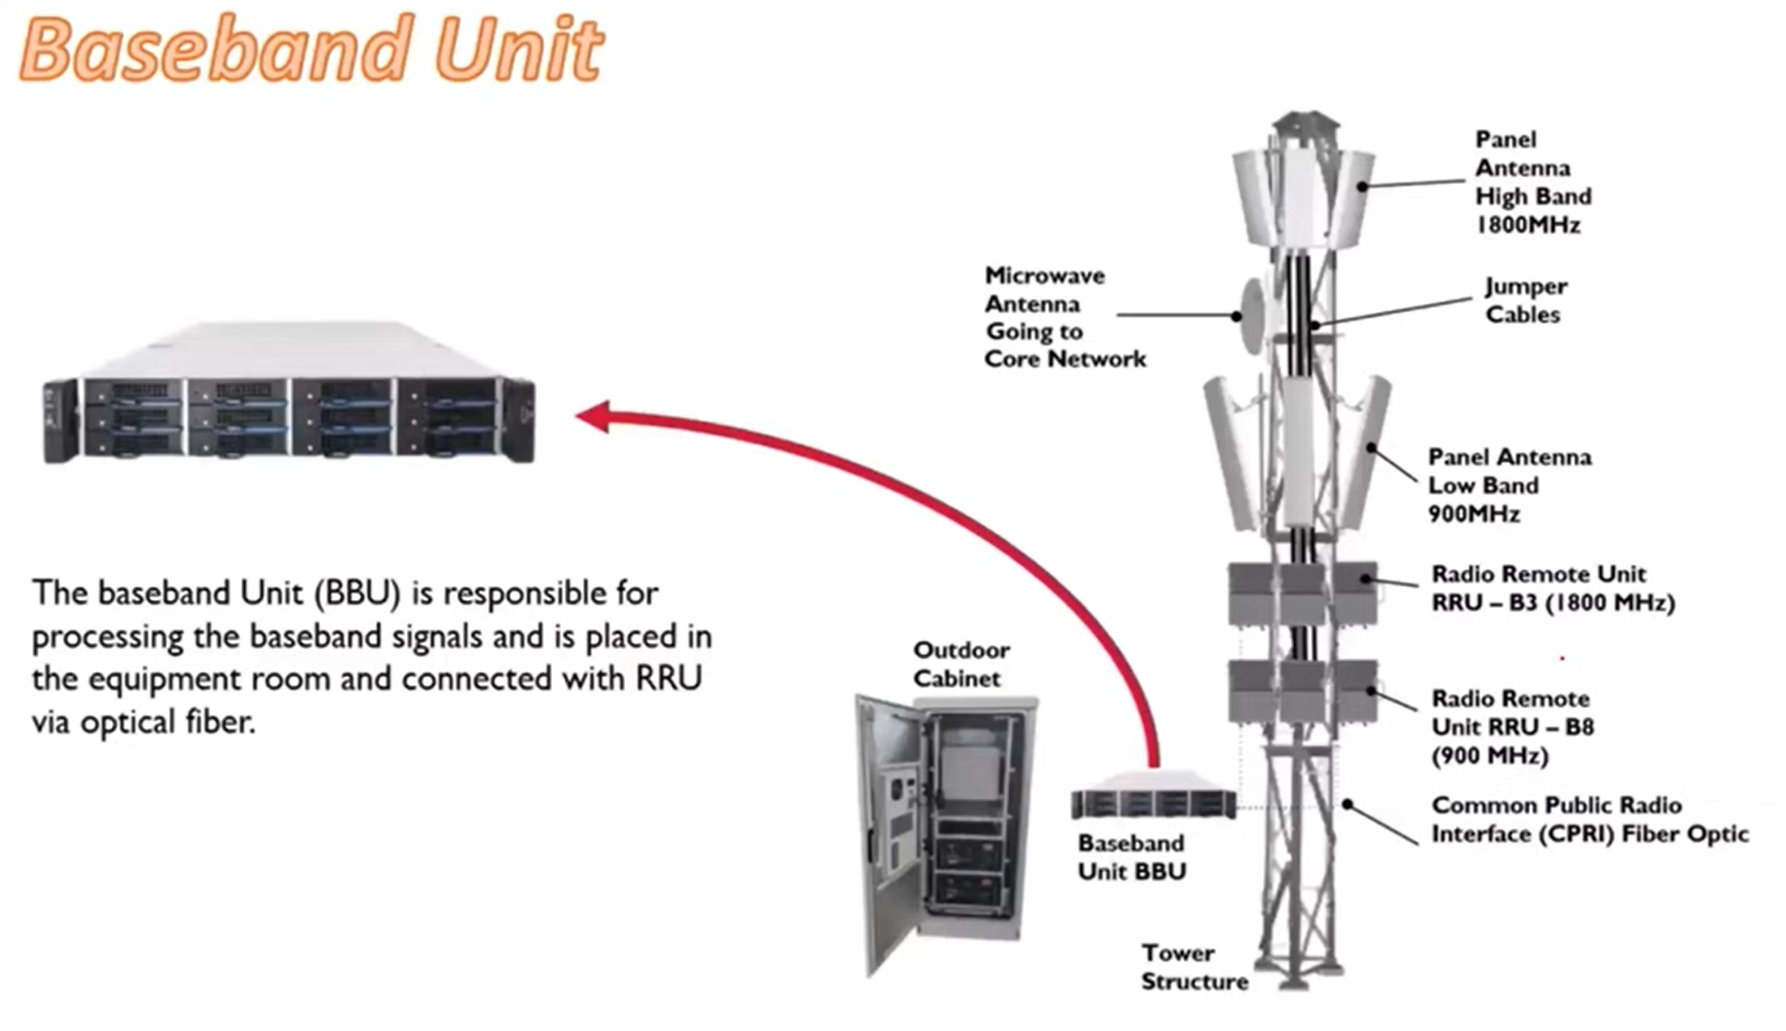 Baseband Unit
Panel
Antenna
High Band
1800MHz
Microwave
Antenna
Going to
Core Network
Jumper
Cables
Panel Antenna
Low Band
900MHz
Radio Remote Unit
RRU – B3 (1800 MHz)
The baseband Unit (BBU) is responsible for
processing the baseband signals and is placed in
the equipment room and connected with RRU
via optical fiber.
Outdoor
Cabinet
Radio Remote
Unit RRU – B8
(900 MHz)
Common Public Radio
Interface (CPRI) Fiber Optic
Baseband
Unit BBU
Tower
Structure